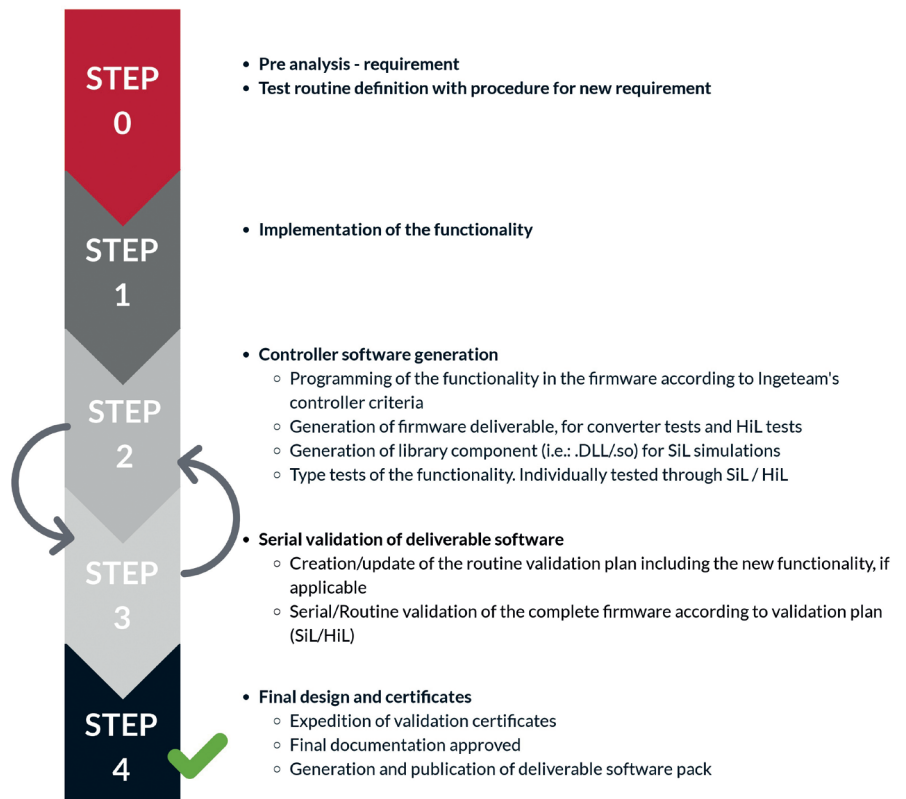 STEP
0
• Pre analysis - requirement
• Test routine definition with procedure for new requirement
STEP
1
• Implementation of the functionality
STEP
2
• Controller software generation
◦ Programming of the functionality in the firmware according to Ingeteam's
controller criteria
◦ Generation of firmware deliverable, for converter tests and HiL tests
◦ Generation of library component (i.e.: .DLL/.so) for SiL simulations
◦ Type tests of the functionality. Individually tested through SiL / HiL
STEP
3
• Serial validation of deliverable software
◦ Creation/update of the routine validation plan including the new functionality, if
applicable
◦ Serial/Routine validation of the complete firmware according to validation plan
(SiL/HiL)
STEP
4
• Final design and certificates
◦ Expedition of validation certificates
◦ Final documentation approved
◦ Generation and publication of deliverable software pack